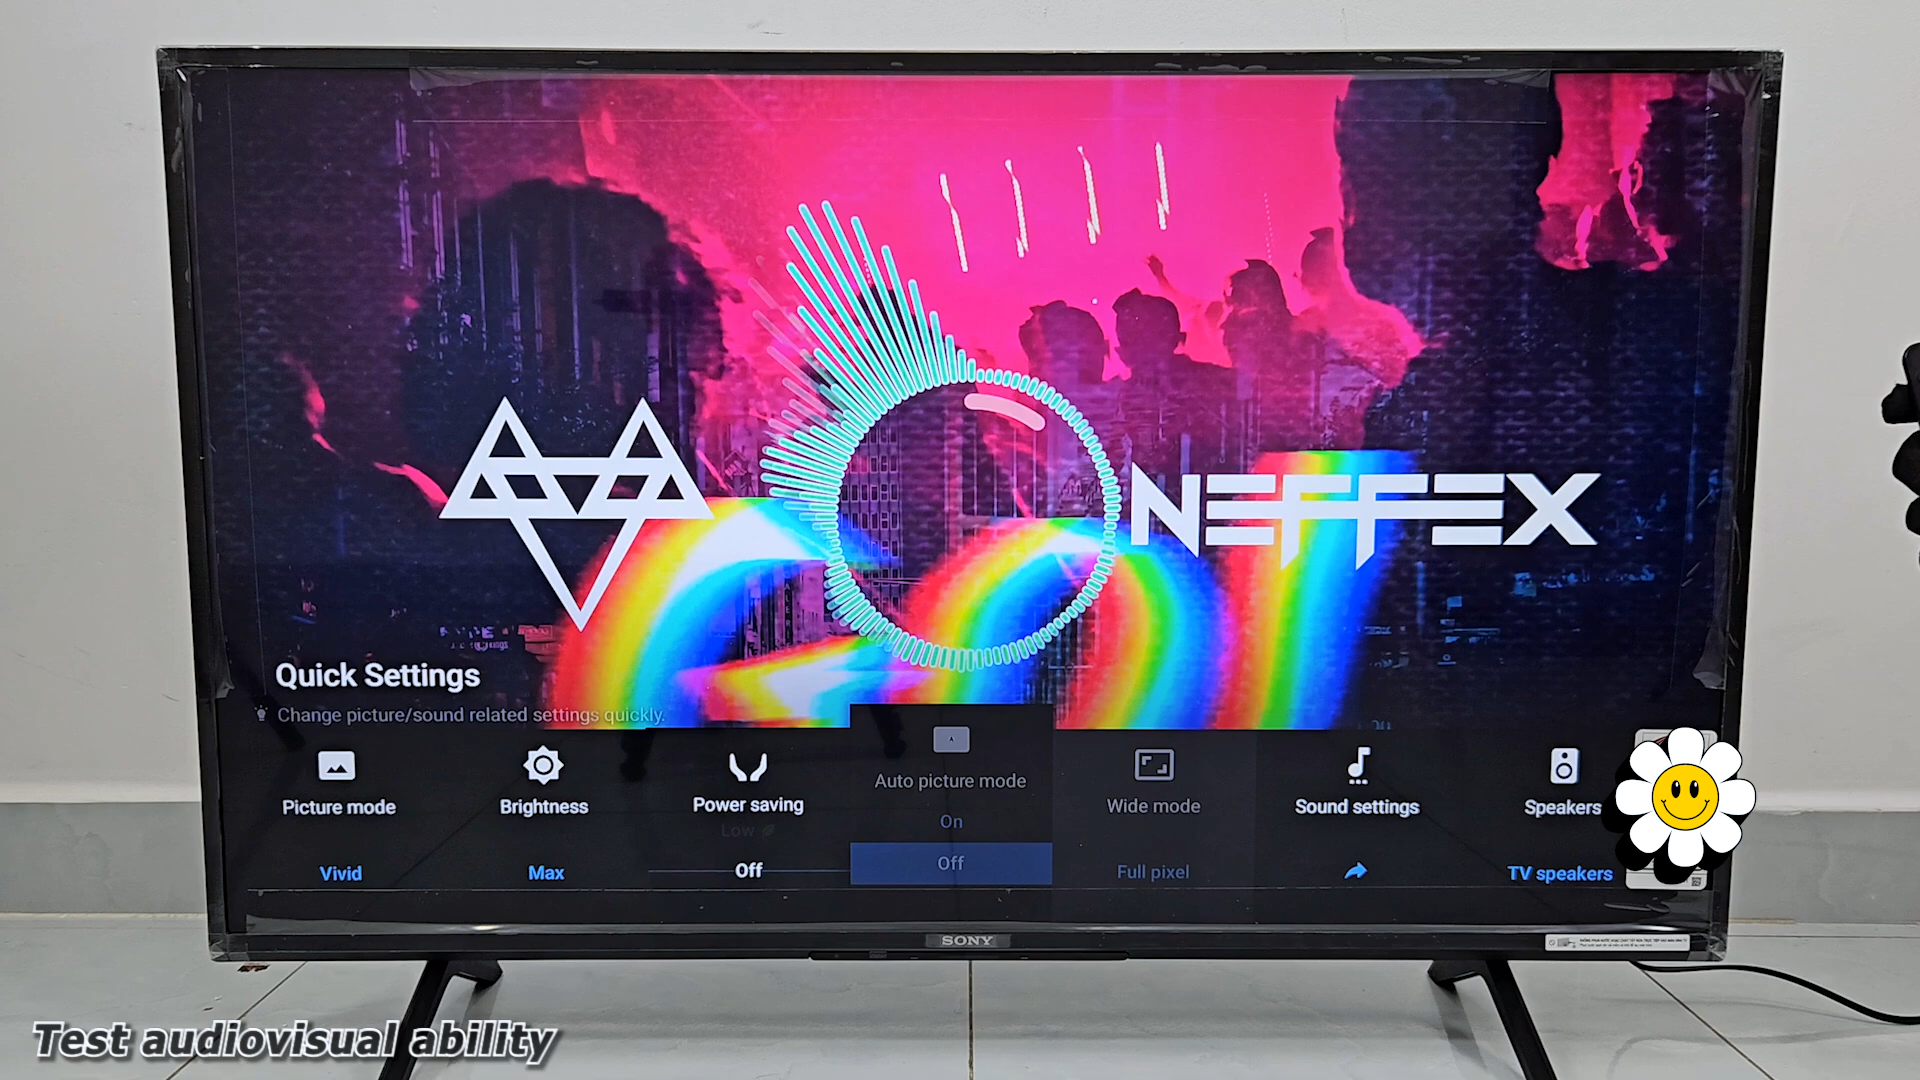 NEFFEX
Quick Settings
Change picture/sound related settings quickly.
Picture mode
Vivid
Brightness
Max
Power saving
Low
Off
Auto picture mode
On
Off
Wide mode
Full pixel
Sound settings
Speakers
TV speakers
SONY
Test audiovisual ability